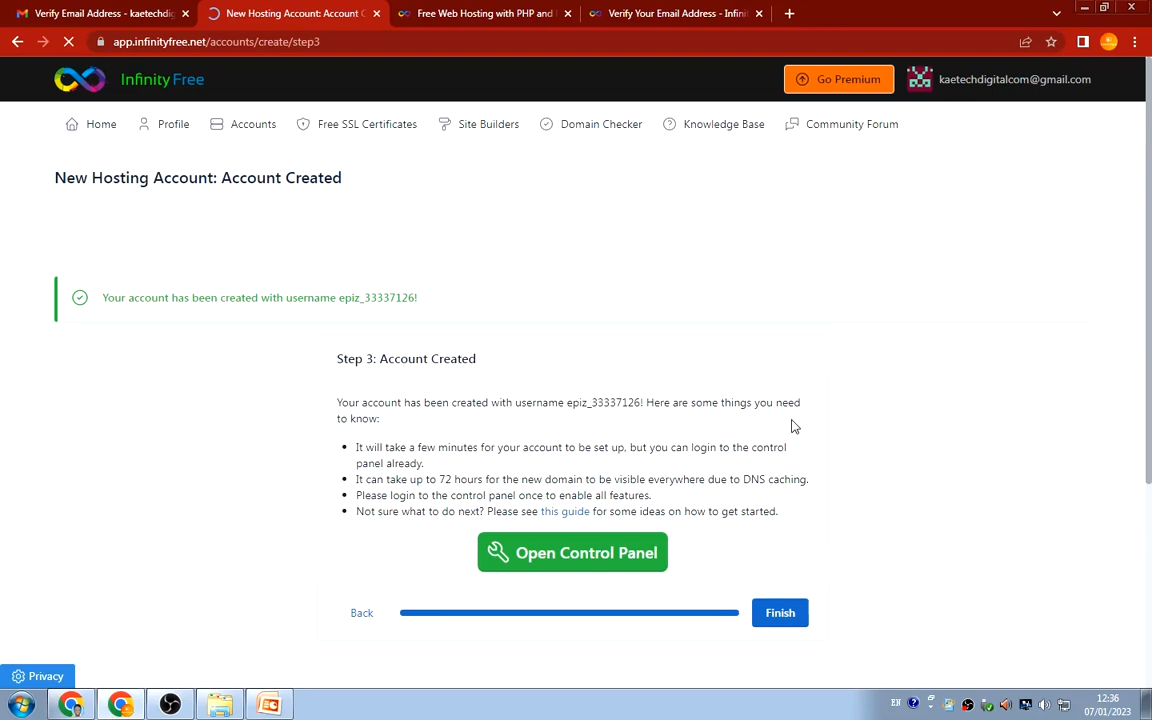 Verify Email Address - kaetechdig
New Hosting Account: Account C
Free Web Hosting with PHP and
Verify Your Email Address - Infini
app.infinityfree.net/accounts/create/step3
InfinityFree
Go Premium
kaetechdigitalcom@gmail.com
Home
Profile
Accounts
Free SSL Certificates
Site Builders
Domain Checker
Knowledge Base
Community Forum
New Hosting Account: Account Created
Your account has been created with username epiz_33337126!
Step 3: Account Created
Your account has been created with username epiz_33337126! Here are some things you need
to know:
It will take a few minutes for your account to be set up, but you can login to the control
panel already.
It can take up to 72 hours for the new domain to be visible everywhere due to DNS caching.
Please login to the control panel once to enable all features.
Not sure what to do next? Please see this guide for some ideas on how to get started.
Open Control Panel
Back
Finish
Privacy
EN
12:36
07/01/2023